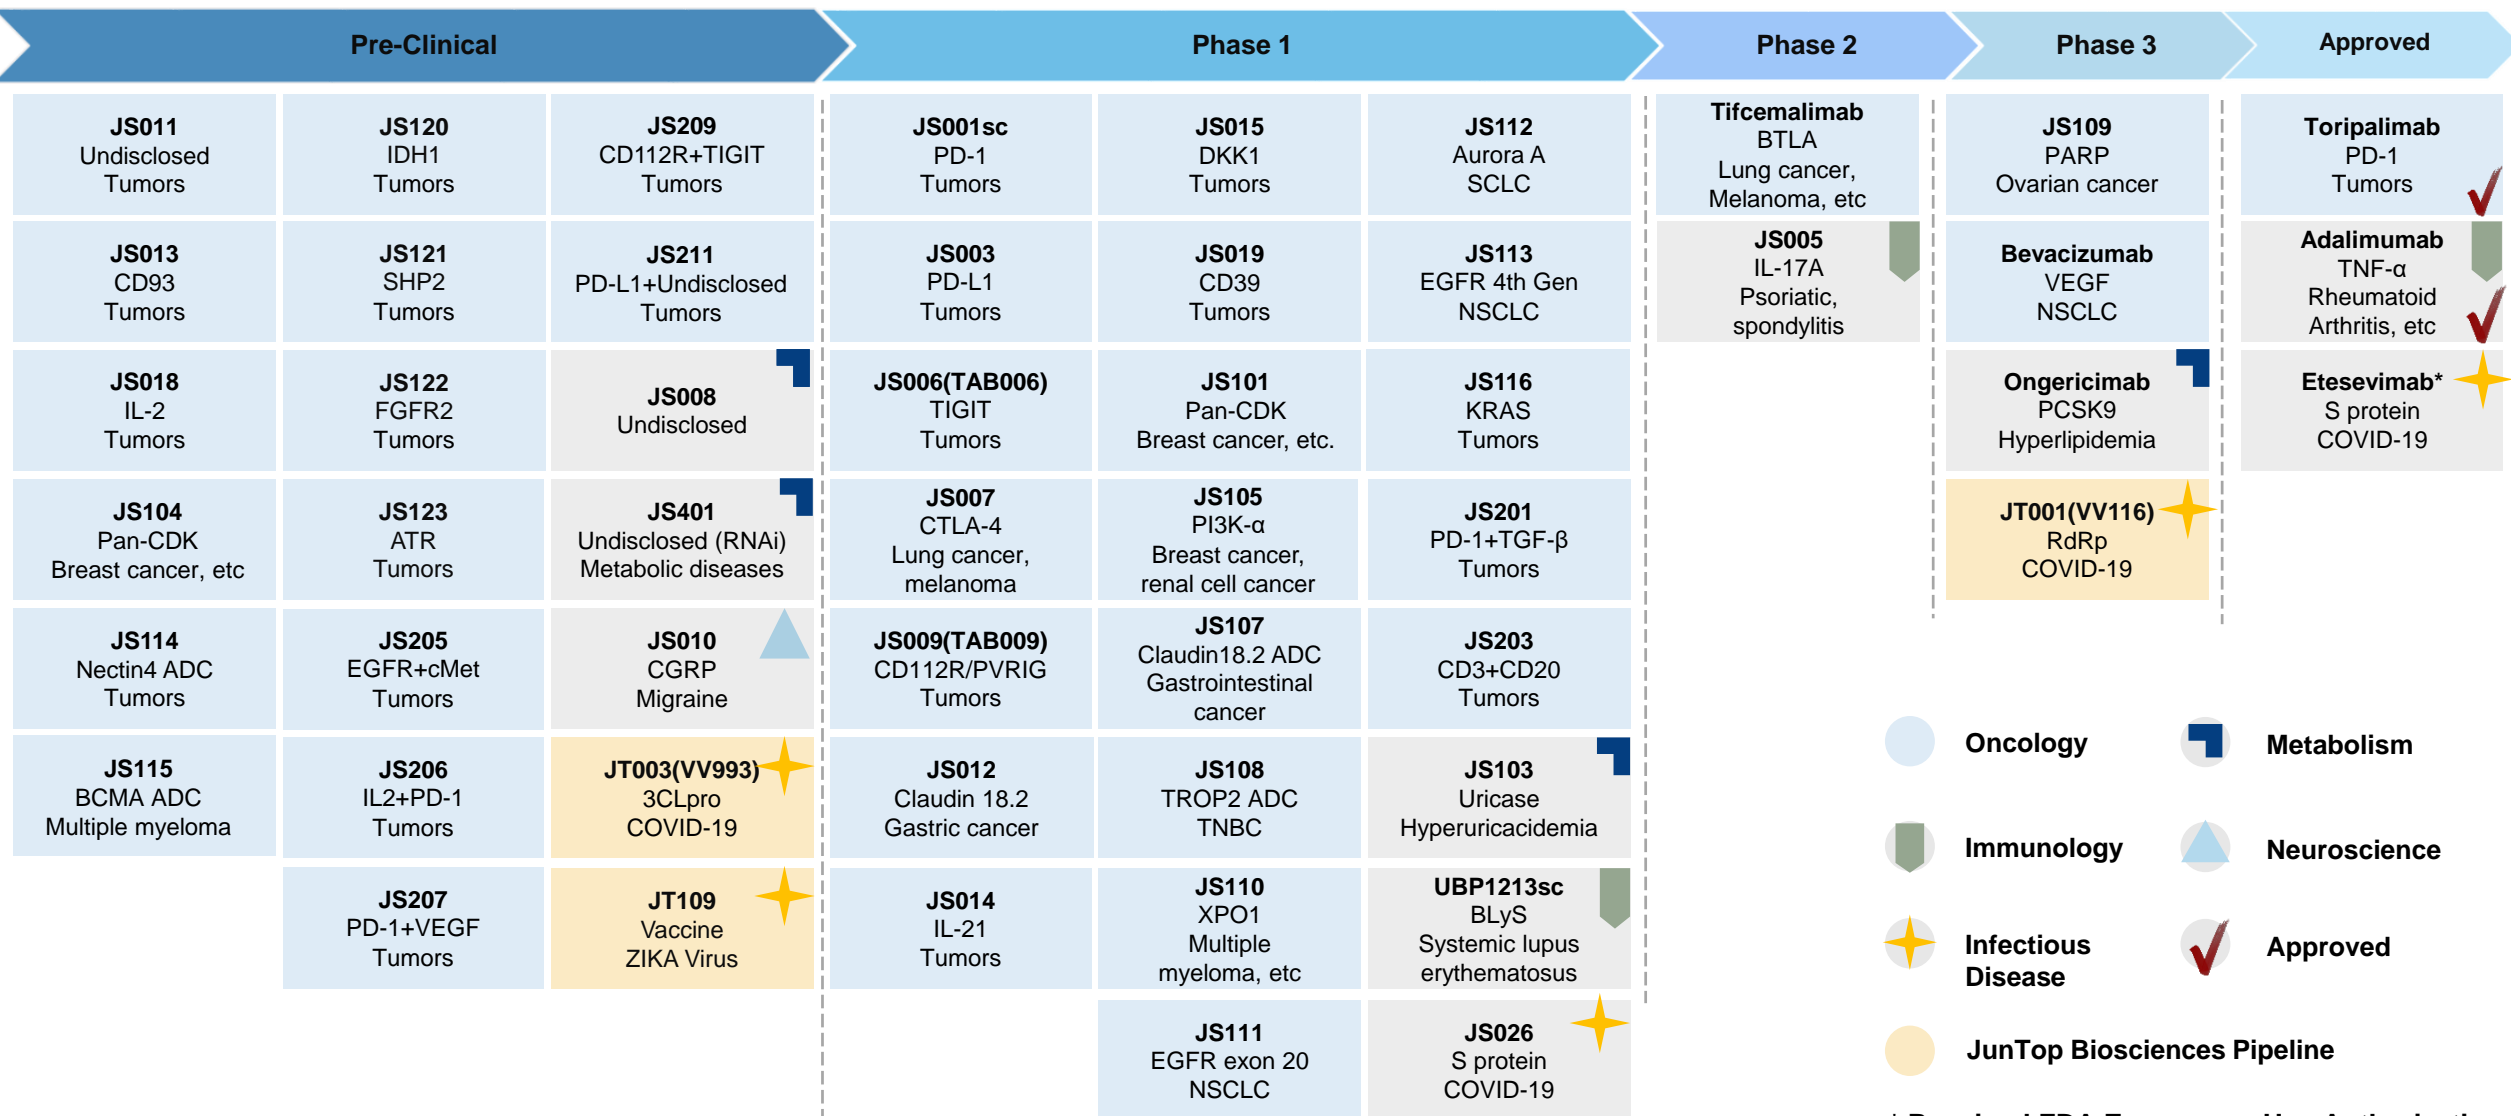 Pre-Clinical
Phase 1
Phase 2
Phase 3
Approved
JS011
Undisclosed
Tumors
JS013
CD93
Tumors
JS018
IL-2
Tumors
JS104
Pan-CDK
Breast cancer, etc
JS114
Nectin4 ADC
Tumors
JS115
BCMA ADC
Multiple myeloma
JS120
IDH1
Tumors
JS121
SHP2
Tumors
JS122
FGFR2
Tumors
JS123
ATR
Tumors
JS205
EGFR+cMet
Tumors
JS206
IL2+PD-1
Tumors
JS207
PD-1+VEGF
Tumors
JS209
CD112R+TIGIT
Tumors
JS211
PD-L1+Undisclosed
Tumors
JS008
Undisclosed
JS401
Undisclosed (RNAi)
Metabolic diseases
JS010
CGRP
Migraine
JT003(VV993)
3CLpro
COVID-19
JT109
Vaccine
ZIKA Virus
JS001sc
PD-1
Tumors
JS003
PD-L1
Tumors
JS006(TAB006)
TIGIT
Tumors
JS007
CTLA-4
Lung cancer,
melanoma
JS009(TAB009)
CD112R/PVRIG
Tumors
JS012
Claudin 18.2
Gastric cancer
JS014
IL-21
Tumors
JS015
DKK1
Tumors
JS019
CD39
Tumors
JS101
Pan-CDK
Breast cancer, etc.
JS105
PI3K-α
Breast cancer,
renal cell cancer
JS107
Claudin18.2 ADC
Gastrointestinal
cancer
JS108
TROP2 ADC
TNBC
JS110
XPO1
Multiple
myeloma, etc
JS111
EGFR exon 20
NSCLC
JS112
Aurora A
SCLC
JS113
EGFR 4th Gen
NSCLC
JS116
KRAS
Tumors
JS201
PD-1+TGF-β
Tumors
JS203
CD3+CD20
Tumors
JS103
Uricase
Hyperuricacidemia
UBP1213sc
BLyS
Systemic lupus
erythematosus
JS026
S protein
COVID-19
Tifcemalimab
BTLA
Lung cancer,
Melanoma, etc
JS005
IL-17A
Psoriatic,
spondylitis
JS109
PARP
Ovarian cancer
Bevacizumab
VEGF
NSCLC
Ongericimab
PCSK9
Hyperlipidemia
JT001(VV116)
RdRp
COVID-19
Toripalimab
PD-1
Tumors
Adalimumab
TNF-α
Rheumatoid
Arthritis, etc
Etesevimab*
S protein
COVID-19
Oncology
Metabolism
Immunology
Neuroscience
Infectious
Disease
Approved
JunTop Biosciences Pipeline